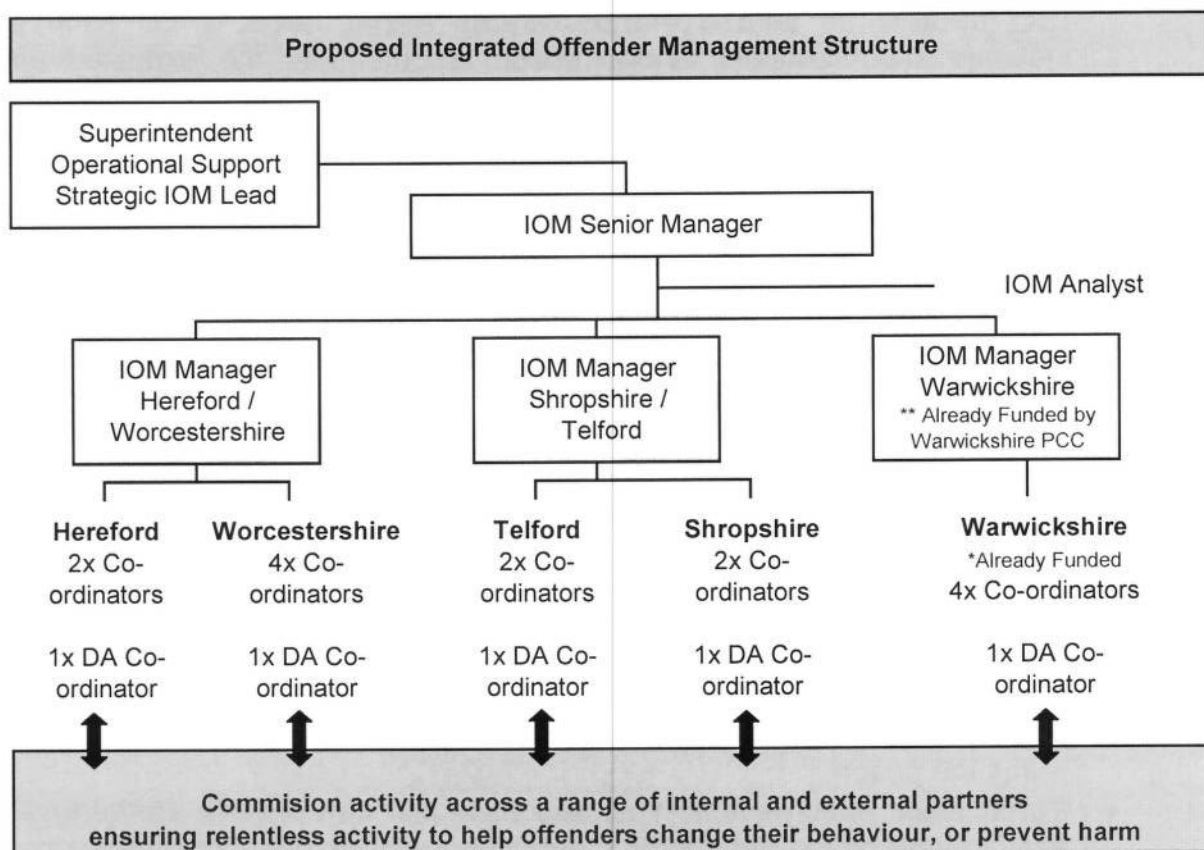 Proposed Integrated Offender Management Structure
Superintendent
Operational Support
Strategic IOM Lead
IOM Senior Manager
IOM Analyst
IOM Manager
Hereford /
Worcestershire
IOM Manager
Shropshire /
Telford
IOM Manager
Warwickshire
** Already Funded by
Warwickshire PCC
Hereford
2x Co-
ordinators
1x DA Co-
ordinator
Worcestershire
4x Co-
ordinators
1x DA Co-
ordinator
Telford
2x Co-
ordinators
1x DA Co-
ordinator
Shropshire
2x Co-
ordinators
1x DA Co-
ordinator
Warwickshire
*Already Funded
4x Co-ordinators
1x DA Co-
ordinator
Commision activity across a range of internal and external partners
ensuring relentless activity to help offenders change their behaviour, or prevent harm